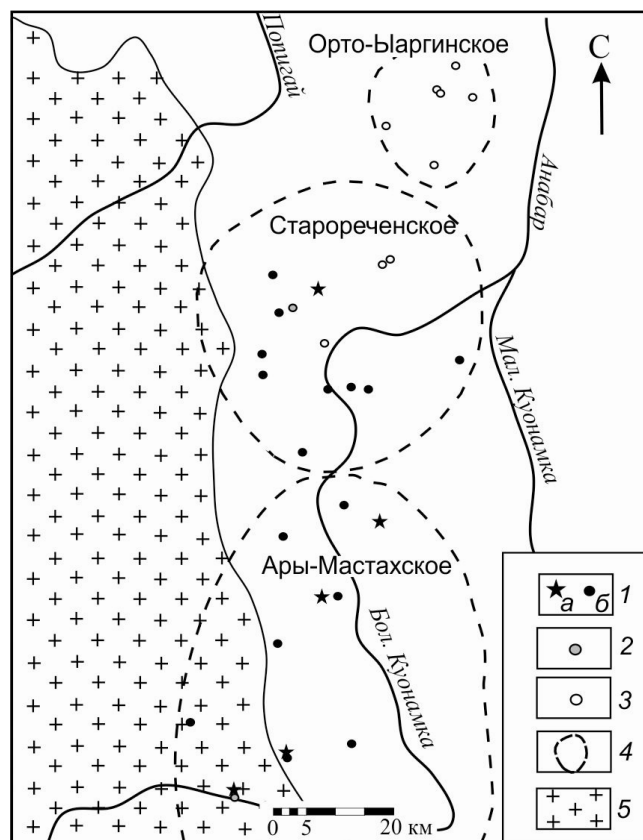 Попигай
Орто-Ыаргинское
С
Анабар
Старореченское
Мал. Куонамка
Ары-Мастахское
Бол. Куонамка
а б 1
2
3
4
5
0 5 20 км